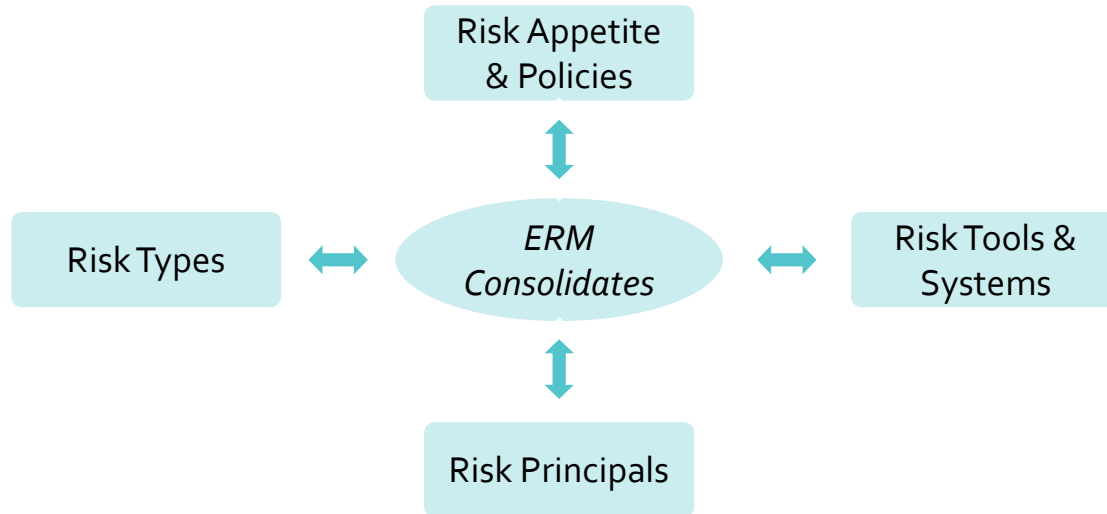 Risk Appetite
& Policies
Risk Types
ERM
Consolidates
Risk Tools &
Systems
Risk Principals